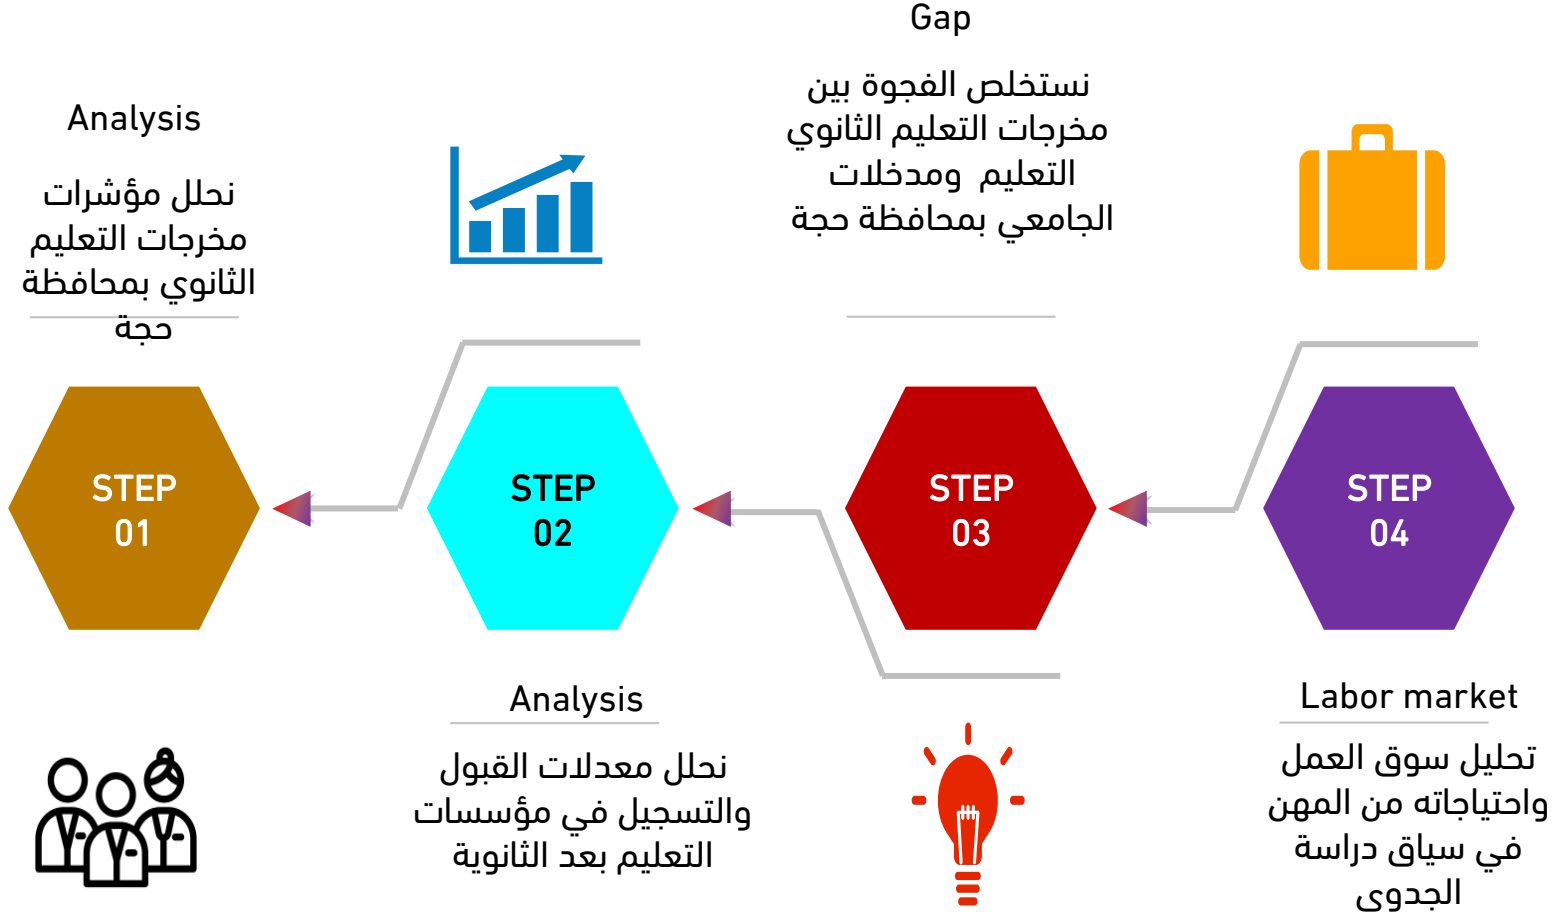 Analysis
نحلل مؤشرات
مخرجات التعليم
الثانوي بمحافظة
حجة
STEP
01
STEP
02
Analysis
نحلل معدلات القبول
والتسجيل في مؤسسات
التعليم بعد الثانوية
Gap
نستخلص الفجوة بين
مخرجات التعليم الثانوي
التعليم ومدخلات
الجامعي بمحافظة حجة
STEP
03
STEP
04
Labor market
تحليل سوق العمل
واحتياجاته من المهن
في سياق دراسة
الجدوى